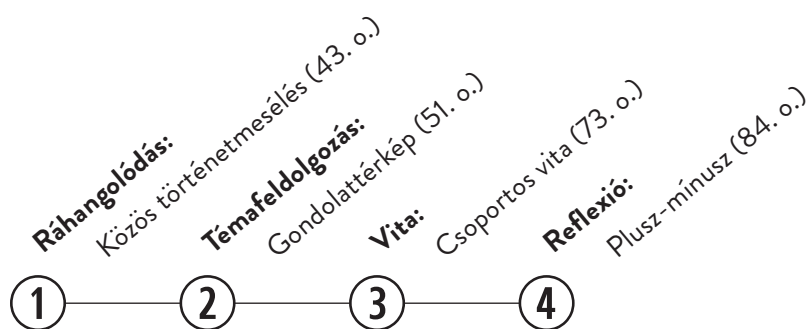 Ráhangolódás:
Közös történetmesélés (43. o.)
Témafeldolgozás:
Gondolattérkép (51. o.)
Vita:
Csoportos vita (73. o.)
Reflexió:
Plusz-mínusz (84. o.)
1
2
3
4